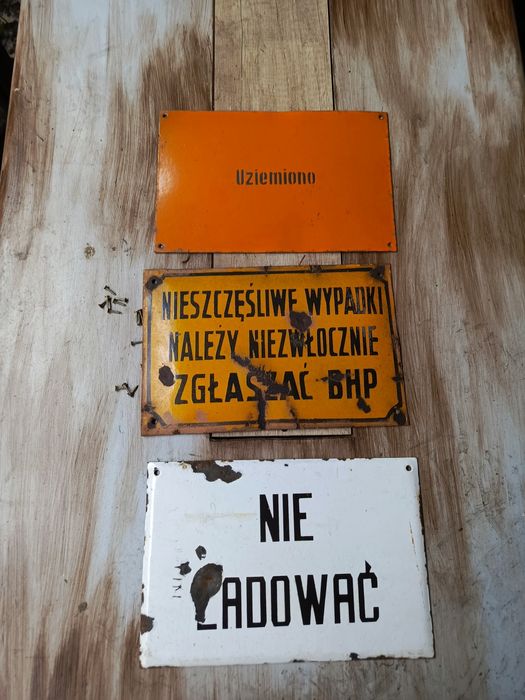 Uziemiono
NIESZCZĘŚLIWE WYPADKI
NALEŻY NIEZWŁOCZNIE
ZGŁASZAĆ BHP
NIE
ŁADOWAĆ